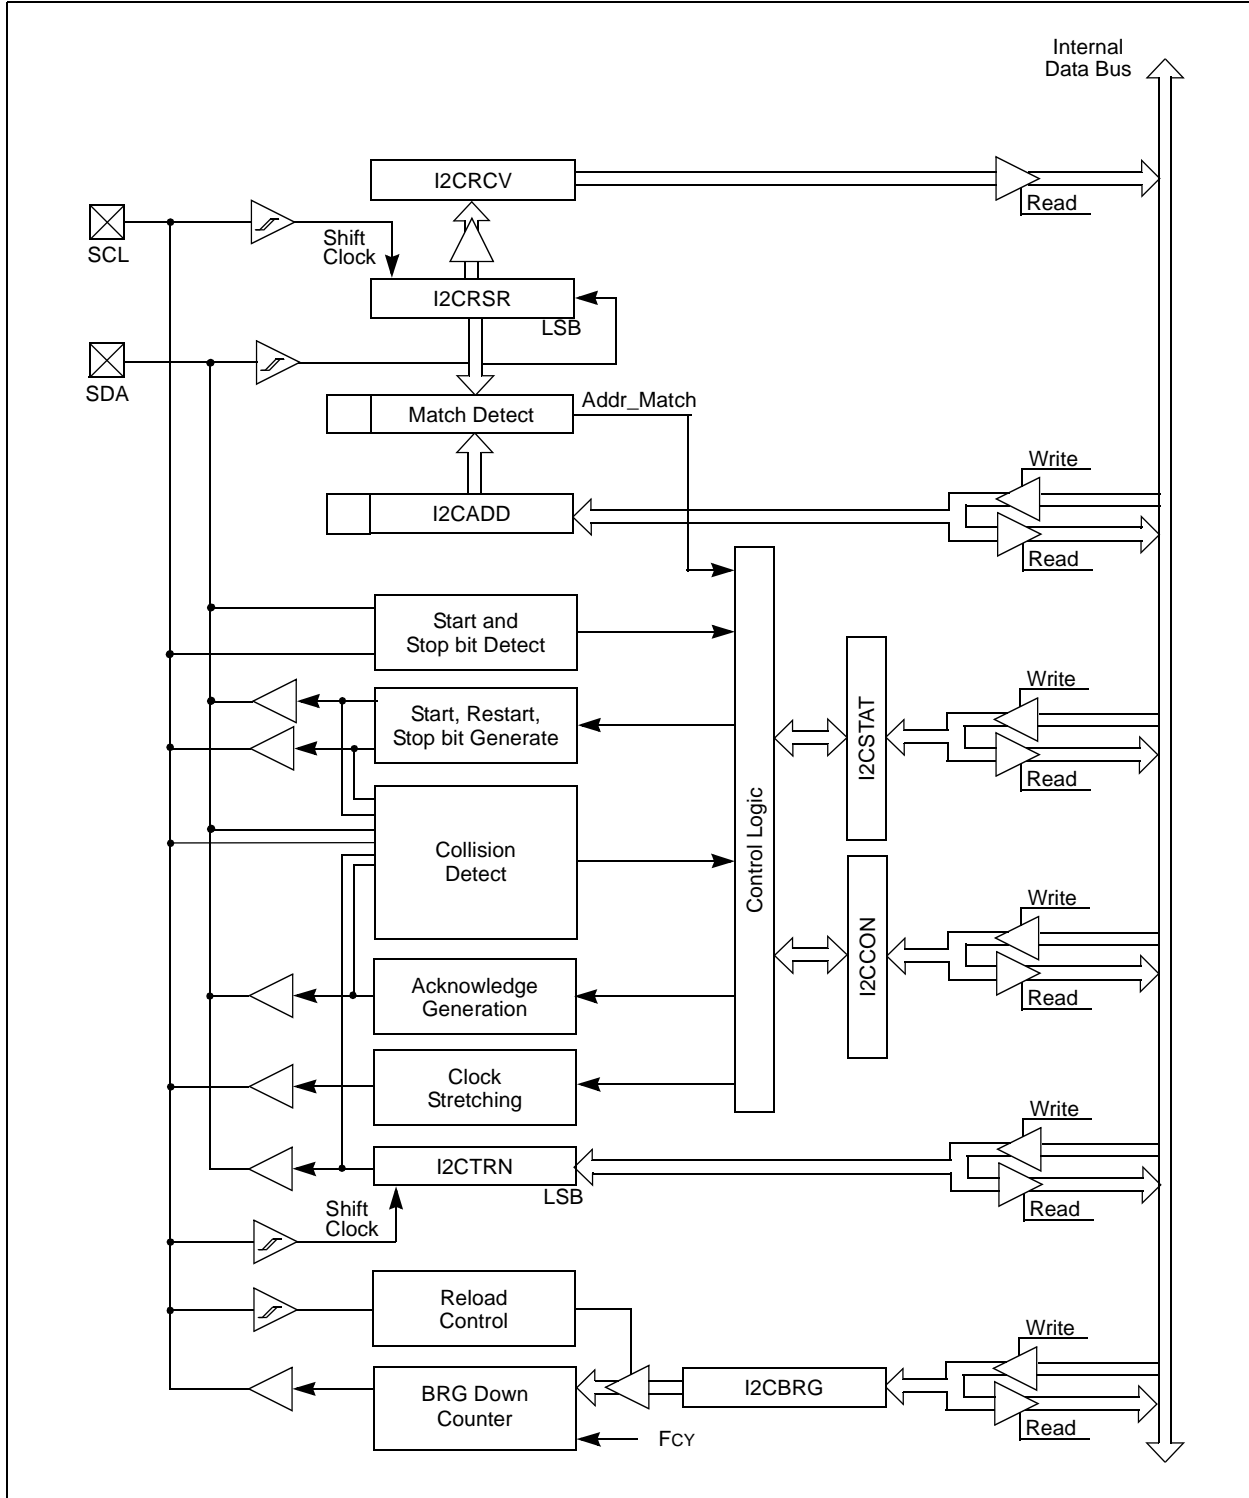 Internal
Data Bus
I2CRCV
Read
SCL
Shift
Clock
I2CRSR
LSB
SDA
Match Detect
Addr_Match
Write
I2CADD
Read
Start and
Stop bit Detect
Start, Restart,
Stop bit Generate
Write
I2CSTAT
Read
Control Logic
Collision
Detect
Write
I2CCON
Read
Acknowledge
Generation
Clock
Stretching
Write
I2CTRN
LSB
Read
Shift
Clock
Reload
Control
Write
I2CBRG
BRG Down
Counter
Read
FCY